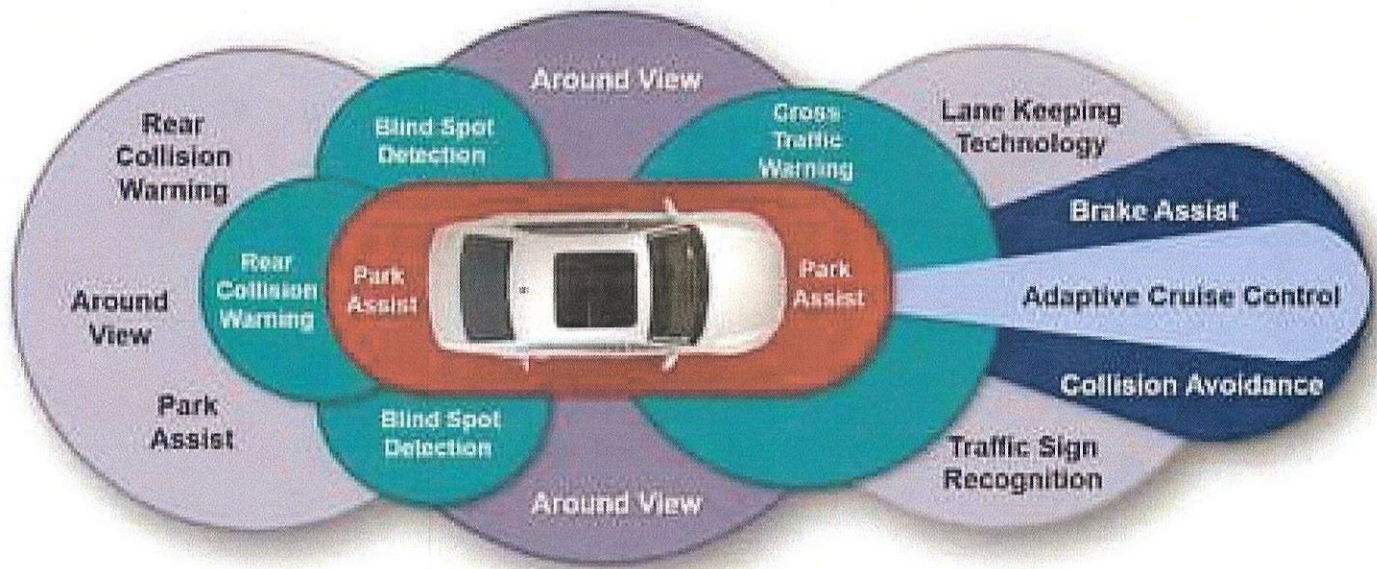 Around View
Rear
Collision
Warning
Blind Spot
Detection
Cross
Traffic
Warning
Lane Keeping
Technology
Brake Assist
Rear
Collision
Warning
Park
Assist
Park
Assist
Around
View
Adaptive Cruise Control
Collision Avoidance
Park
Assist
Blind Spot
Detection
Traffic Sign
Recognition
Around View